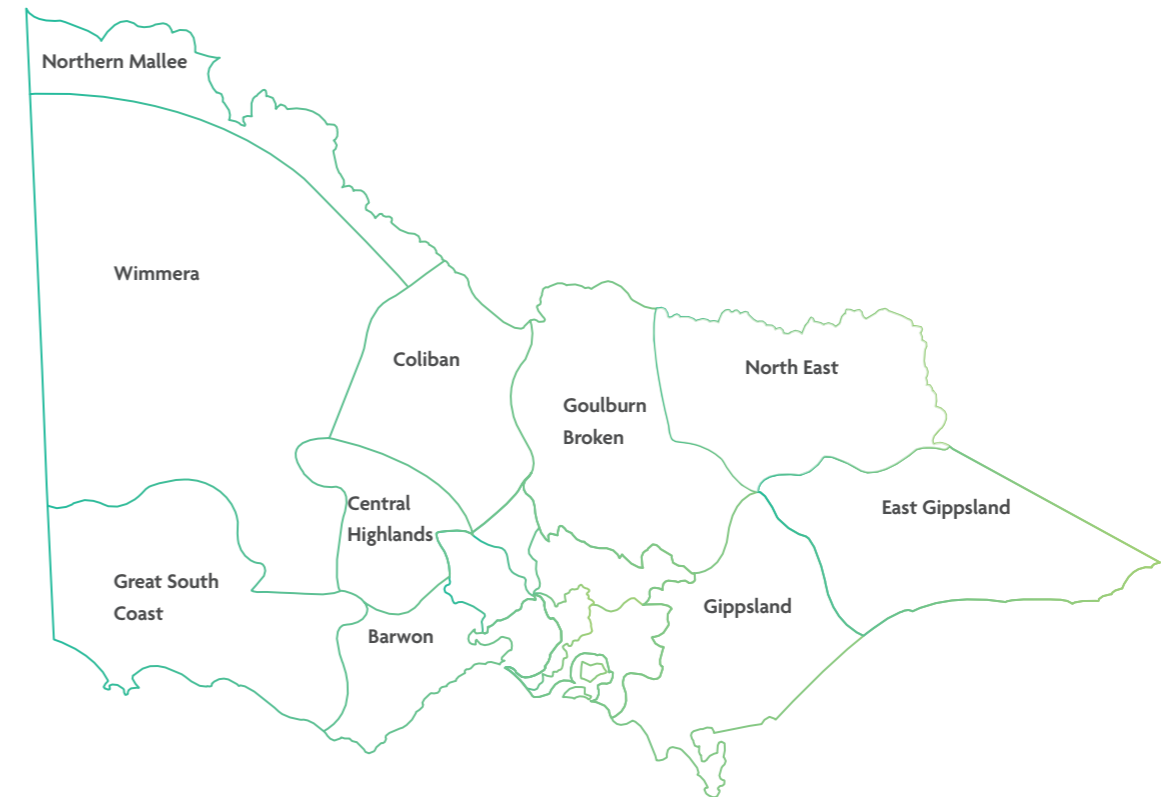 Northern Mallee
Wimmera
Coliban
North East
Goulburn
Broken
Central
Highlands
East Gippsland
Great South
Coast
Gippsland
Barwon